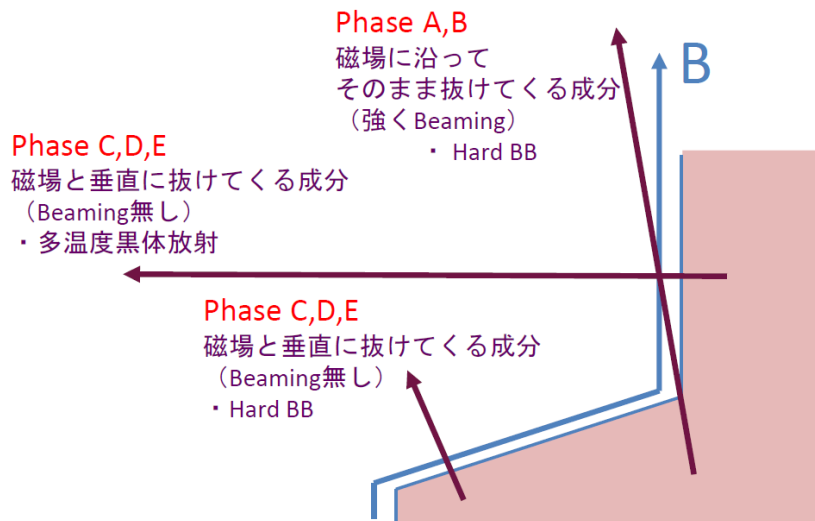 Phase A,B
磁場に沿って
そのまま抜けてくる成分
（強くBeaming）
・ Hard BB
B
Phase C,D,E
磁場と垂直に抜けてくる成分
（Beaming無し）
・多温度黒体放射
Phase C,D,E
磁場と垂直に抜けてくる成分
（Beaming無し）
・ Hard BB